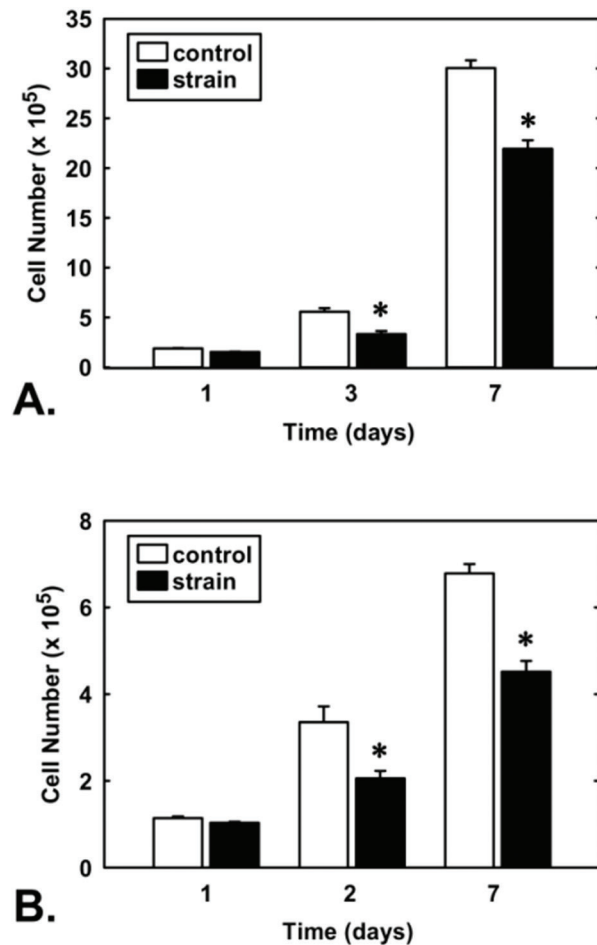 35
30
25
20
15
10
5
0
Cell Number (x 10⁵)
control
strain
*
*
1
3
7
Time (days)
A.
8
6
4
2
0
Cell Number (x 10⁵)
control
strain
*
*
1
2
7
Time (days)
B.